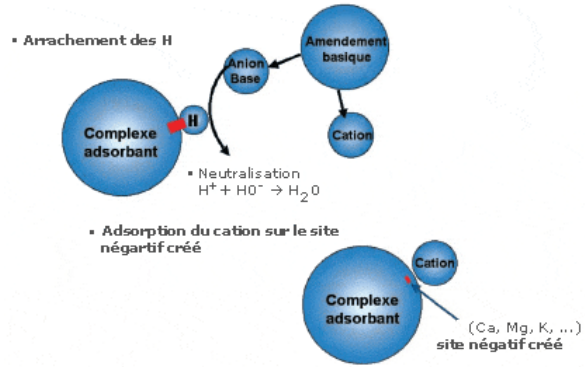 ▪ Arrachement des H
Amendement
basique
Anion
Base
H
Complexe
adsorbant
Cation
▪ Neutralisation
H⁺ + H0⁻ → H₂0
▪ Adsorption du cation sur le site
négartif créé
Cation
Complexe
adsorbant
(Ca, Mg, K, ...)
site négatif créé